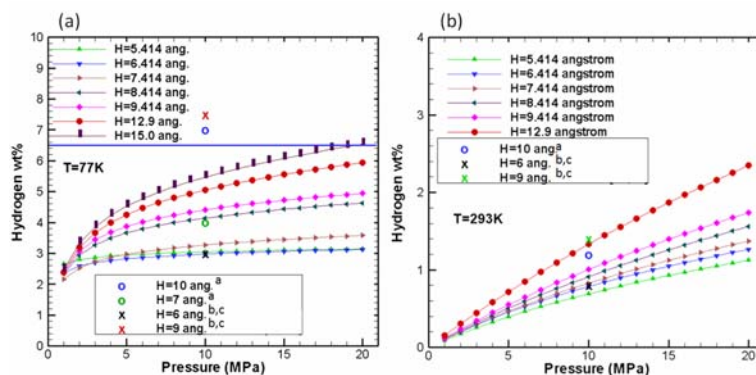 (a)
10
9
8
7
6
5
4
3
2
1
0
Hydrogen wt%
H=5.414 ang.
H=6.414 ang.
H=7.414 ang.
H=8.414 ang.
H=9.414 ang.
H=12.9 ang.
H=15.0 ang.
T=77K
H=10 ang.a
H=7 ang.a
H=6 ang.b,c
H=9 ang.b,c
0 5 10 15 20
Pressure (MPa)
(b)
4
3
2
1
0
Hydrogen wt%
H=5.414 angstrom
H=6.414 angstrom
H=7.414 angstrom
H=8.414 angstrom
H=9.414 angstrom
H=12.9 angstrom
H=10 anga
H=6 ang. b,c
H=9 ang. b,c
T=293K
0 5 10 15 20
Pressure (MPa)